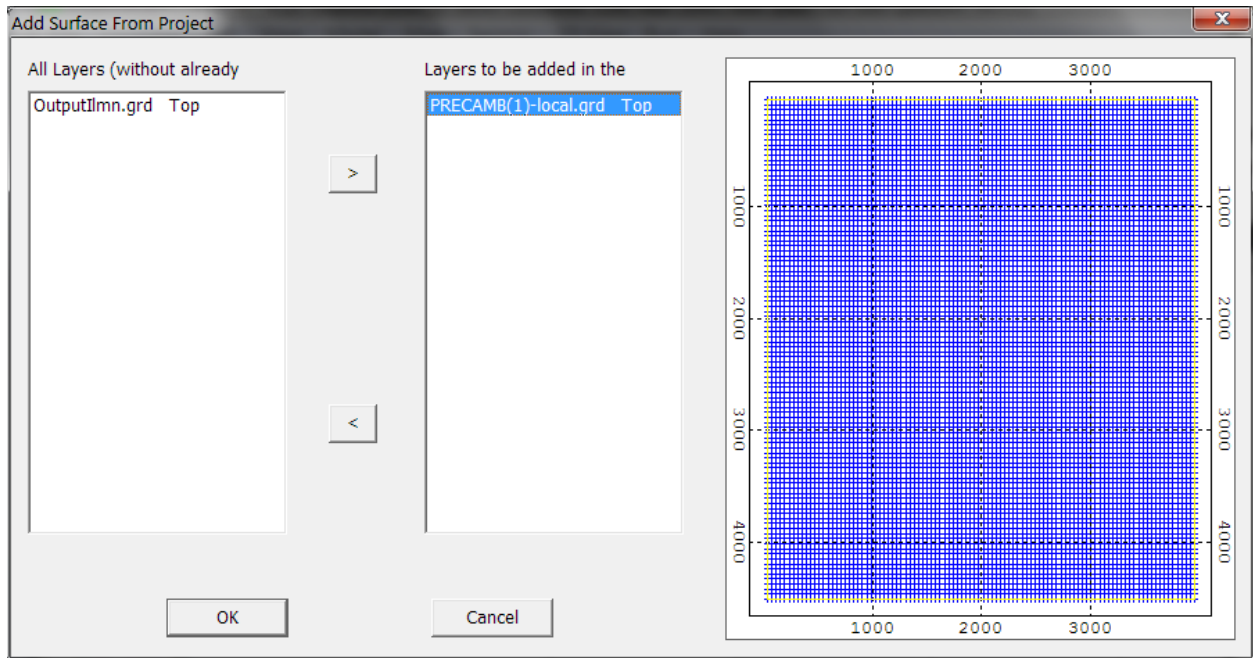 Add Surface From Project
x
All Layers (without already
Layers to be added in the
OutputIlmn.grd Top
PRECAMB(1)-local.grd Top
>
<
OK
Cancel
1000 2000 3000
1000
2000
3000
4000
1000
2000
3000
4000
1000 2000 3000